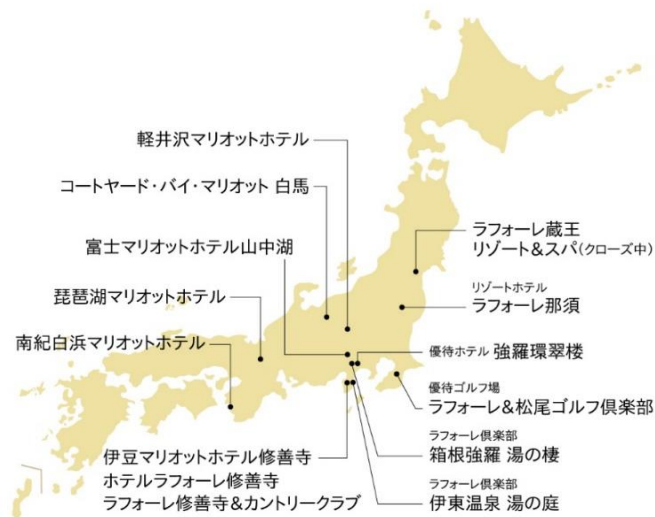 軽井沢マリオットホテル
コートヤード・バイ・マリオット 白馬
富士マリオットホテル山中湖
琵琶湖マリオットホテル
南紀白浜マリオットホテル
伊豆マリオットホテル修善寺
ホテルラフォーレ修善寺
ラフォーレ修善寺&カントリークラブ
ラフォーレ蔵王
リゾート&スパ(クローズ中)
リゾートホテル
ラフォーレ那須
優待ホテル 強羅環翠楼
優待ゴルフ場
ラフォーレ&松尾ゴルフ倶楽部
ラフォーレ倶楽部
箱根強羅 湯の棲
ラフォーレ倶楽部
伊東温泉 湯の庭